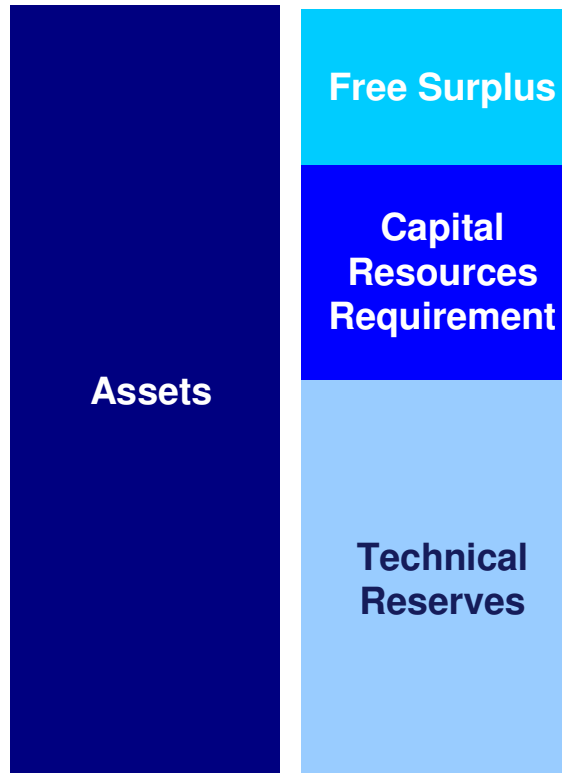 Assets
Free Surplus
Capital
Resources
Requirement
Technical
Reserves